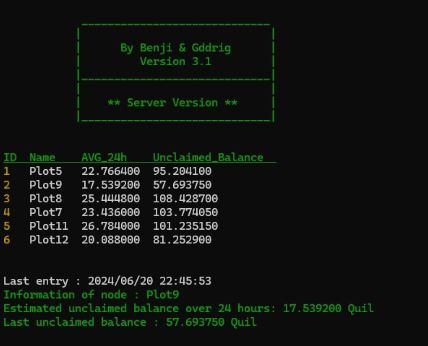 By Benji & Gddrig
Version 3.1
** Server Version **
ID Name AVG_24h Unclaimed_Balance
1 Plot5 22.766400 95.204100
2 Plot9 17.539200 57.693750
3 Plot8 25.444800 108.428700
4 Plot7 23.436000 103.774050
5 Plot11 26.784000 101.235150
6 Plot12 20.088000 81.252900
Last entry : 2024/06/20 22:45:53
Information of node : Plot9
Estimated unclaimed balance over 24 hours: 17.539200 Quil
Last unclaimed balance : 57.693750 Quil